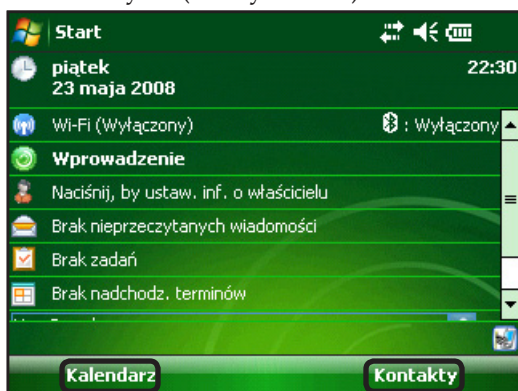 Start
piątek 22:30
23 maja 2008
Wi-Fi (Wyłączony) : Wyłączony
Wprowadzenie
Naciśnij, by ustaw. inf. o właścicielu
Brak nieprzeczytanych wiadomości
Brak zadań
Brak nadchodz. terminów
Kalendarz Kontakty